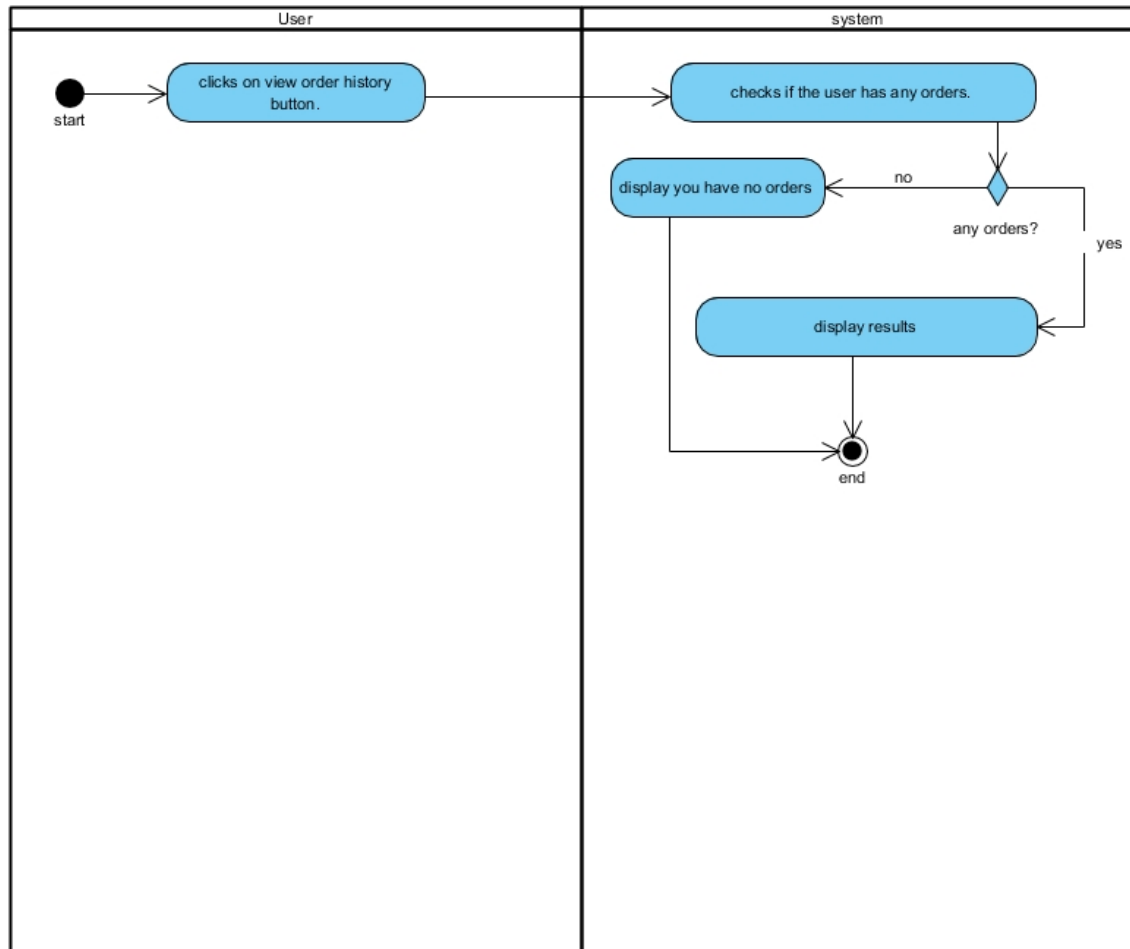 User
system
clicks on view order history
button.
checks if the user has any orders.
start
display you have no orders
no
any orders?
yes
display results
end